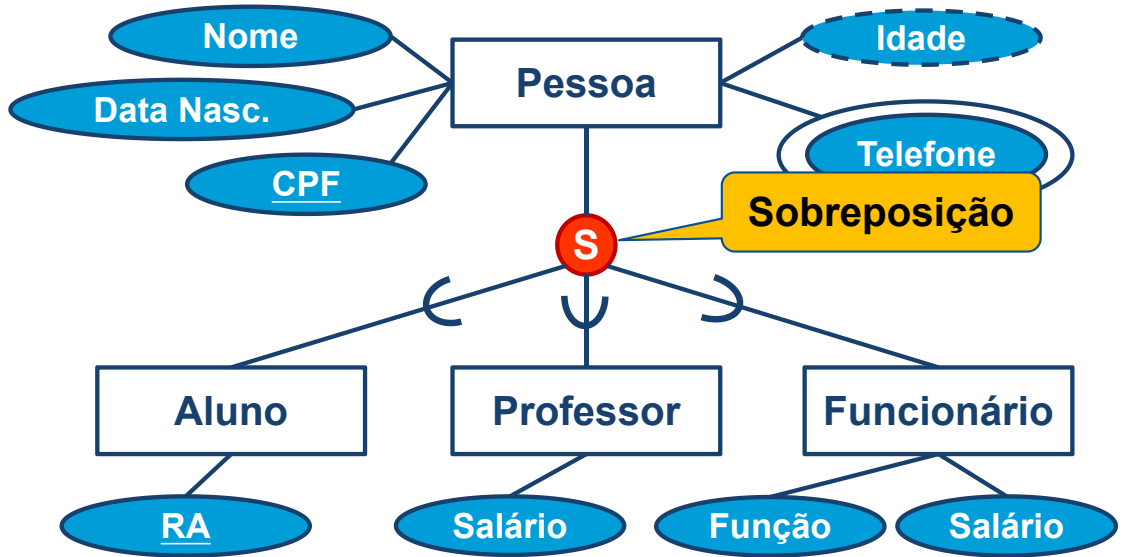 Nome
Idade
Pessoa
Data Nasc.
Telefone
CPF
Sobreposição
S
Aluno
Professor
Funcionário
RA
Salário
Função
Salário